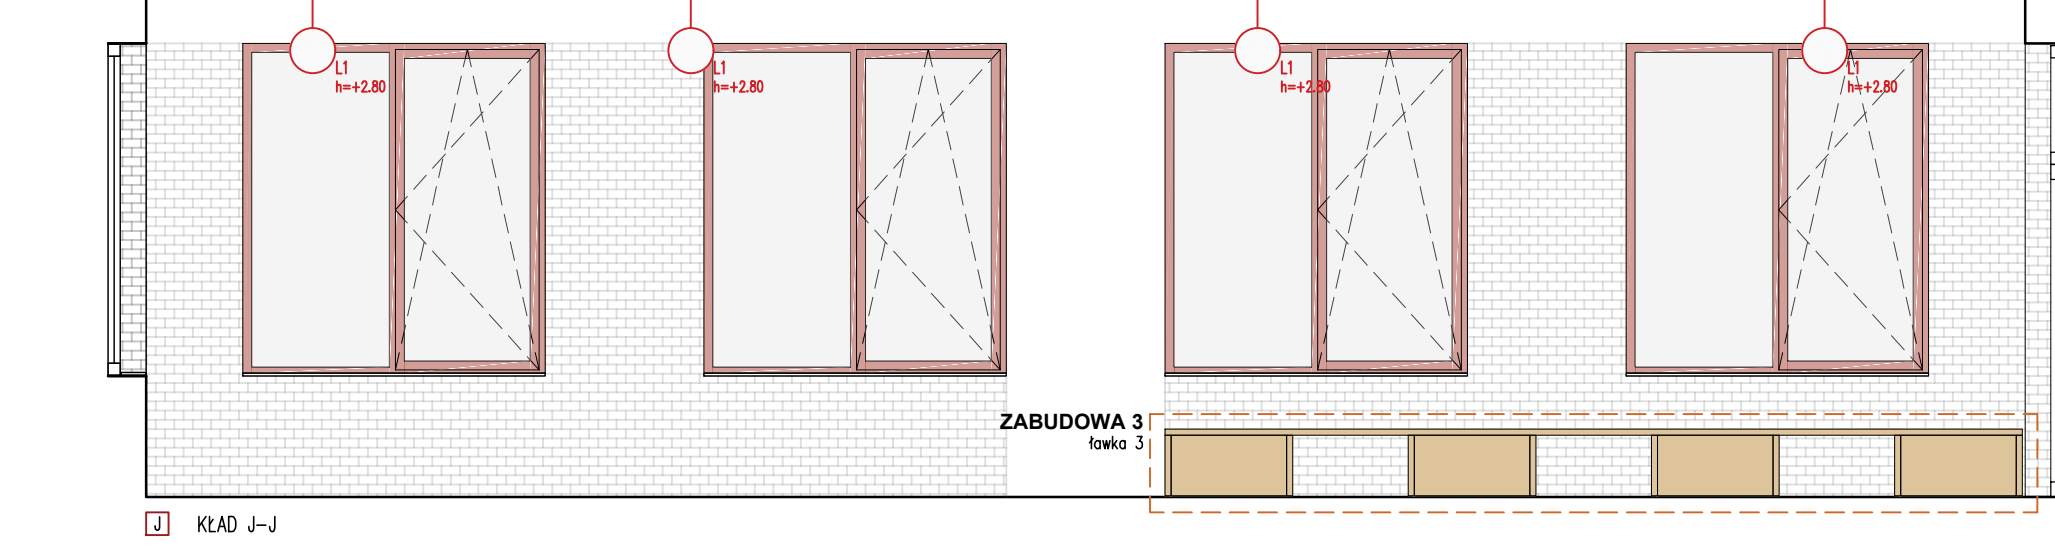 L1
h=+2.80
L1
h=+2.80
L1
h=+2.80
L1
h=+2.80
ZABUDOWA 3
ławka 3
J KŁAD J-J